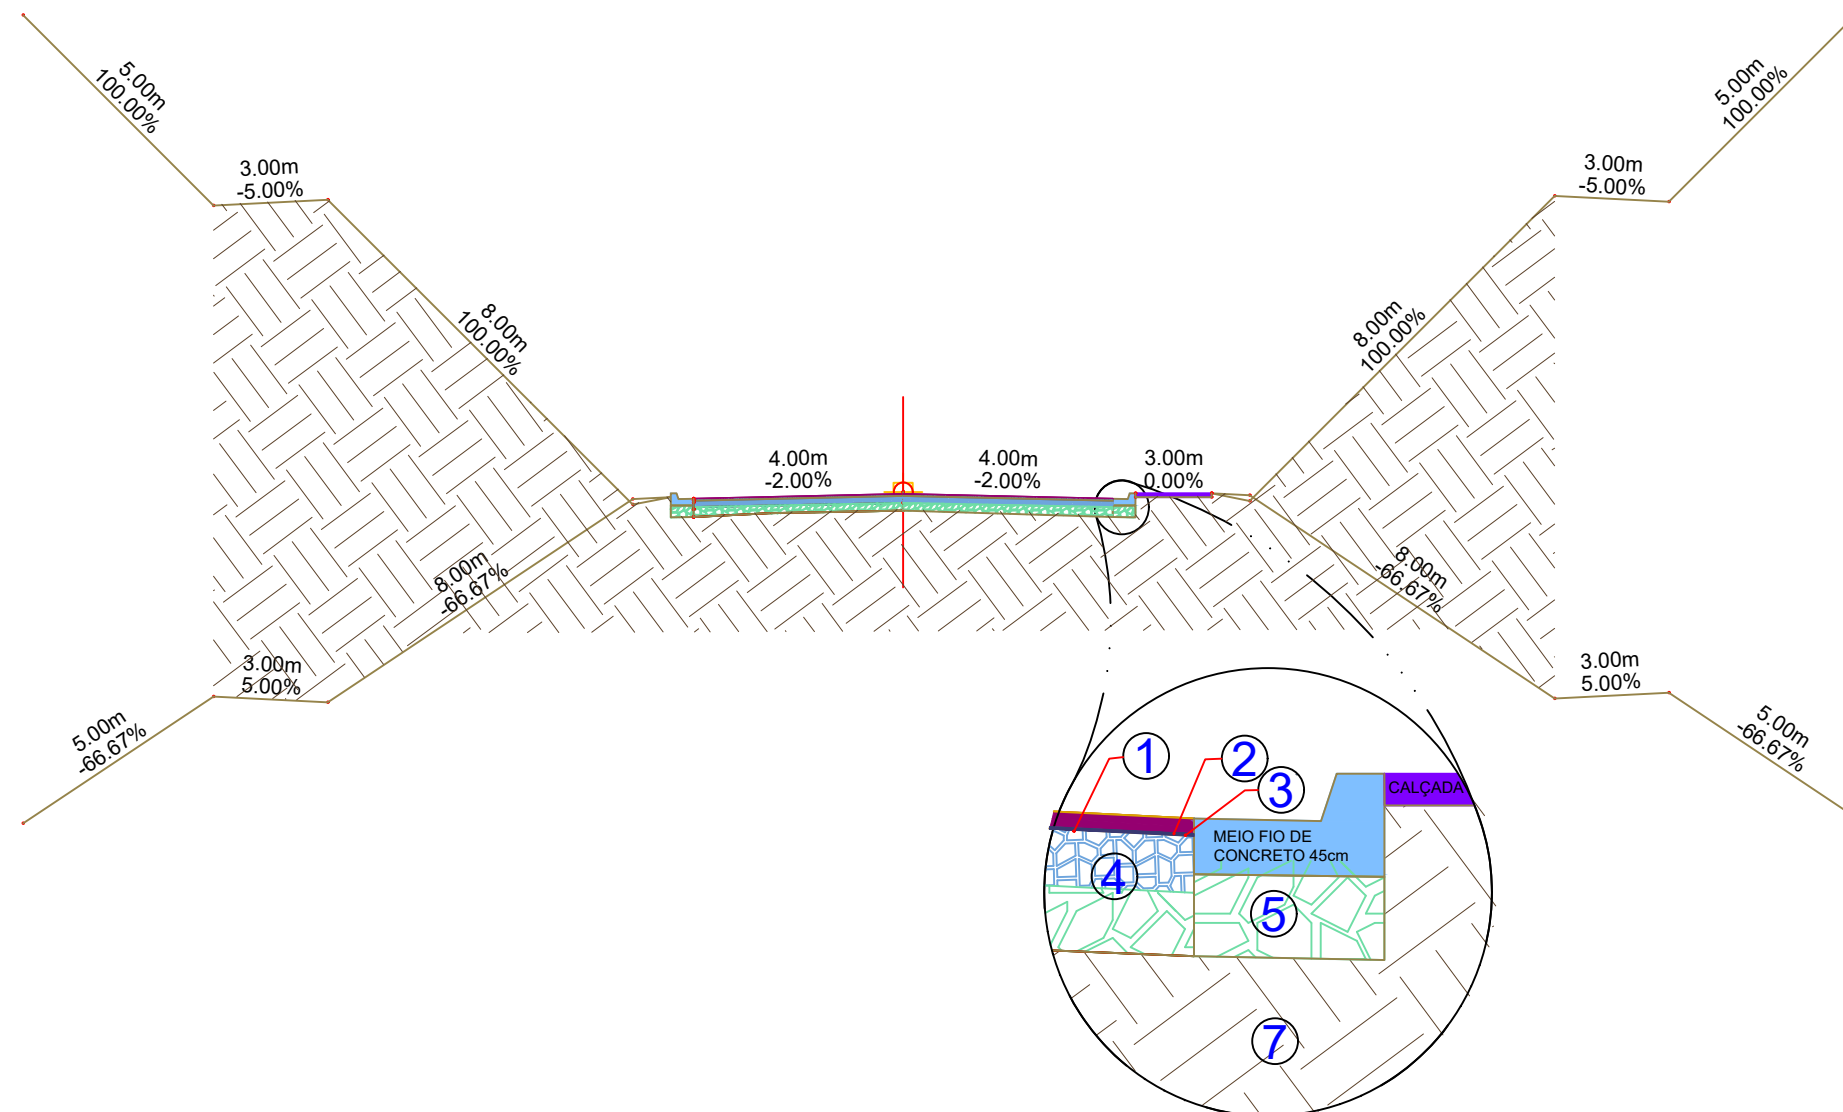 5.00m
100.00%
5.00m
100.00%
3.00m
-5.00%
3.00m
-5.00%
8.00m
100.00%
8.00m
100.00%
4.00m
-2.00%
4.00m
-2.00%
3.00m
0.00%
8.00m
-66.67%
8.00m
-66.67%
3.00m
5.00%
3.00m
5.00%
5.00m
-66.67%
5.00m
-66.67%
1
2
3
CALÇADA
MEIO FIO DE
CONCRETO 45cm
4
5
7